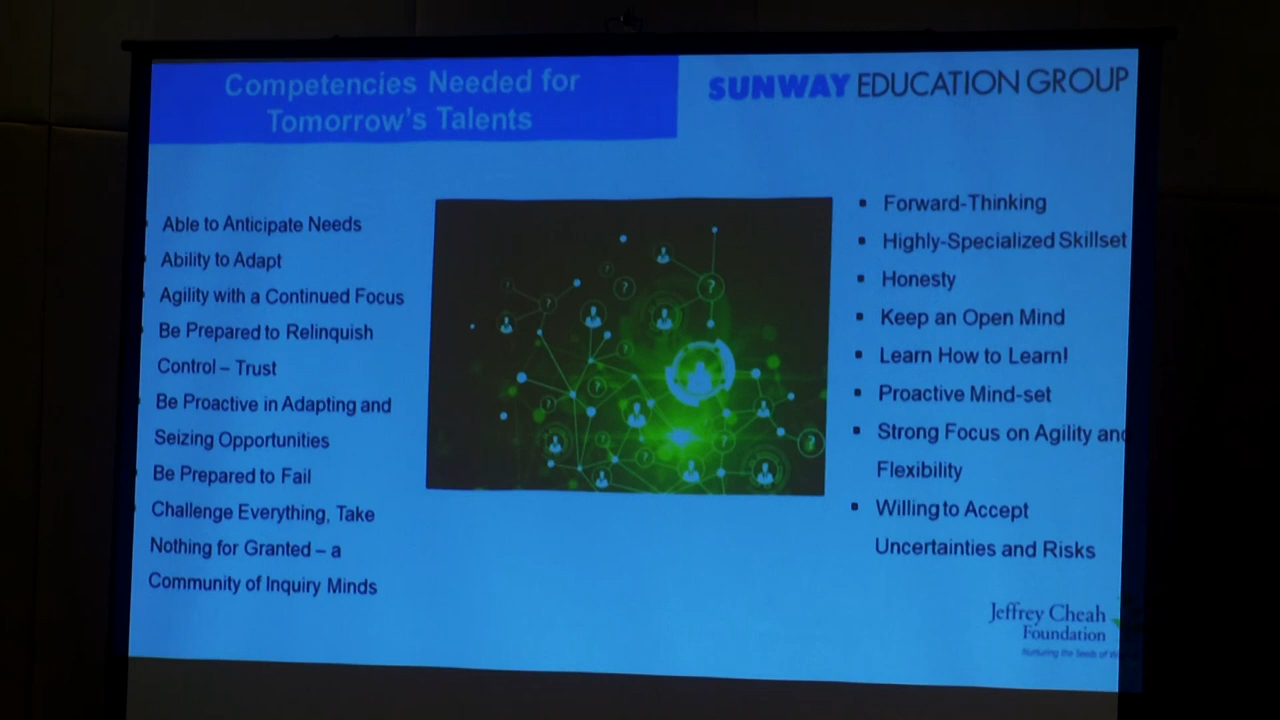 Competencies Needed for
Tomorrow's Talents
SUNWAY EDUCATION GROUP
Able to Anticipate Needs
Ability to Adapt
Agility with a Continued Focus
Be Prepared to Relinquish
Control – Trust
Be Proactive in Adapting and
Seizing Opportunities
Be Prepared to Fail
Challenge Everything, Take
Nothing for Granted – a
Community of Inquiry Minds
Forward-Thinking
Highly-Specialized Skillset
Honesty
Keep an Open Mind
Learn How to Learn!
Proactive Mind-set
Strong Focus on Agility and
Flexibility
Willing to Accept
Uncertainties and Risks
Jeffrey Cheah
Foundation
Nurturing the Seeds of